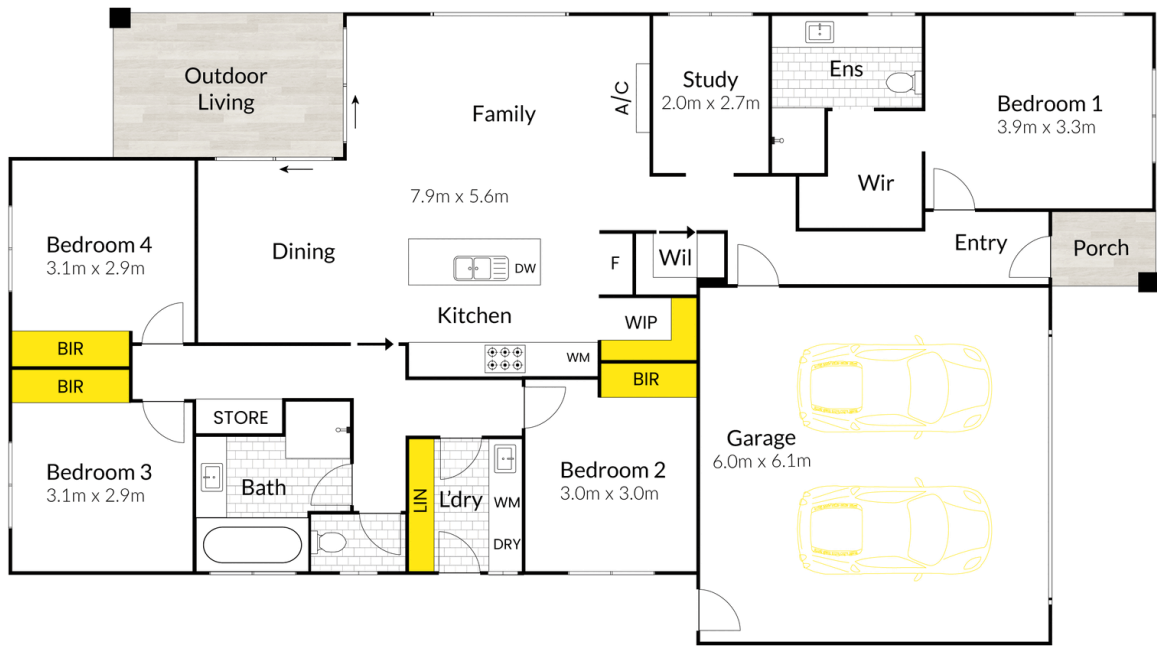 Outdoor
Living
Family
A/C
Study
2.0m x 2.7m
Ens
Bedroom 1
3.9m x 3.3m
Wir
7.9m x 5.6m
Bedroom 4
3.1m x 2.9m
Dining
DW
F
Wil
Entry
Porch
Kitchen
WIP
BIR
WM
BIR
BIR
STORE
Garage
6.0m x 6.1m
Bedroom 3
3.1m x 2.9m
Bath
LIN
L'dry
WM
DRY
Bedroom 2
3.0m x 3.0m